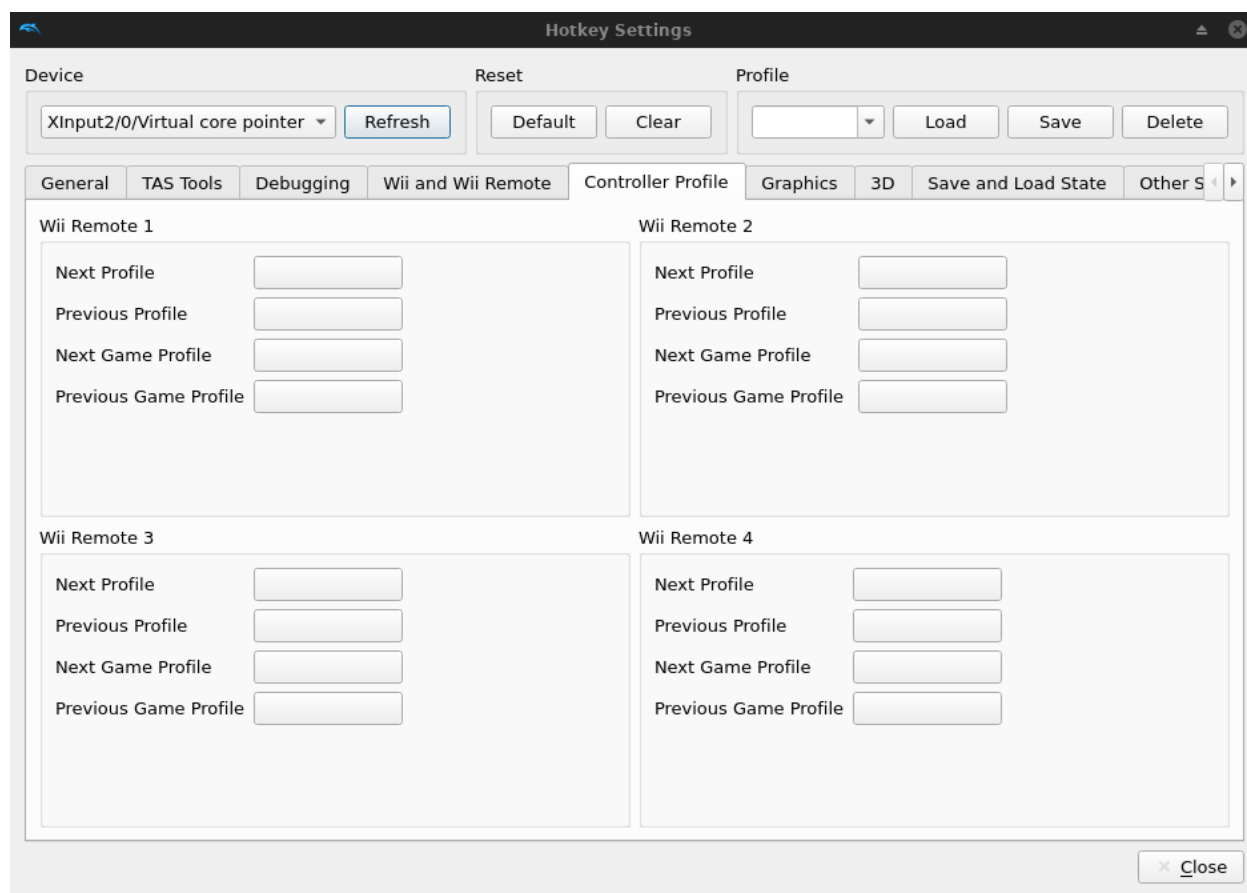 Hotkey Settings
Device
Reset
Profile
XInput2/0/Virtual core pointer
Refresh
Default
Clear
Load
Save
Delete
General
TAS Tools
Debugging
Wii and Wii Remote
Controller Profile
Graphics
3D
Save and Load State
Other S
Wii Remote 1
Next Profile
Previous Profile
Next Game Profile
Previous Game Profile
Wii Remote 2
Next Profile
Previous Profile
Next Game Profile
Previous Game Profile
Wii Remote 3
Next Profile
Previous Profile
Next Game Profile
Previous Game Profile
Wii Remote 4
Next Profile
Previous Profile
Next Game Profile
Previous Game Profile
Close